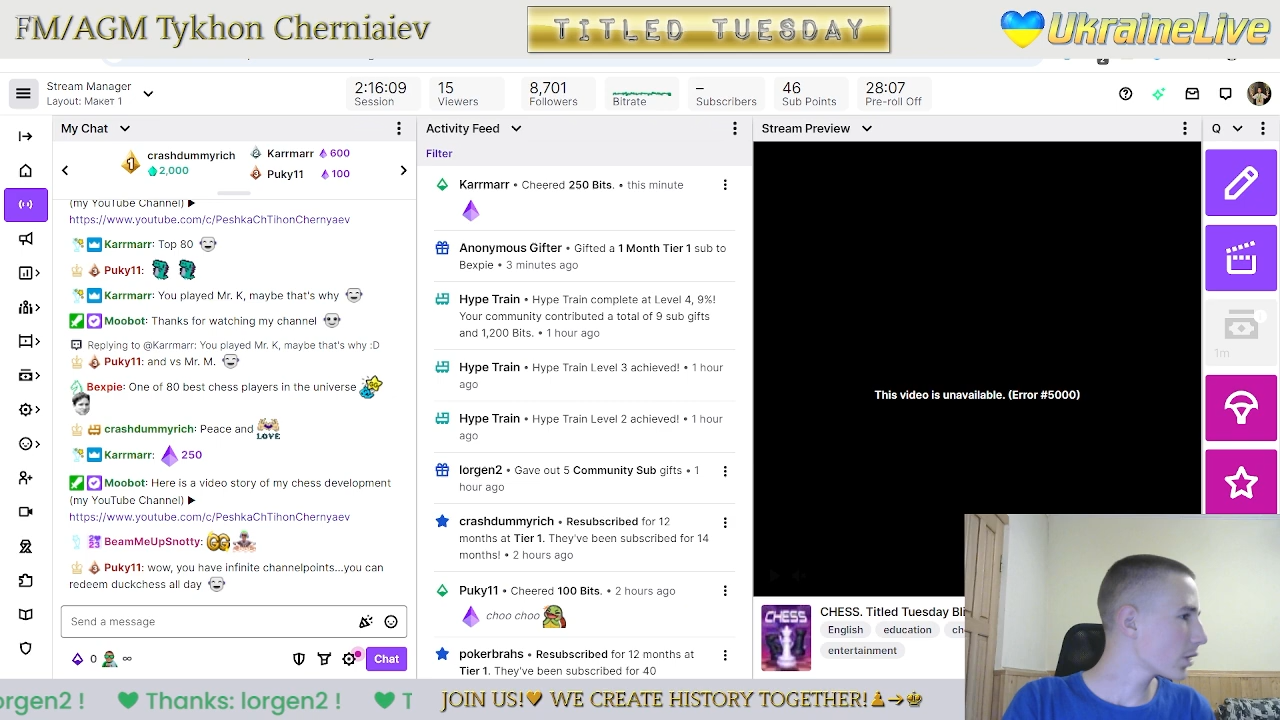 FM/AGM Tykhon Cherniaiev
TITLED TUESDAY
UkraineLive
Stream Manager
Layout: Макет 1
2:16:09
Session
15
Viewers
8,701
Followers
Bitrate
–
Subscribers
46
Sub Points
28:07
Pre-roll Off
My Chat
1 crashdummyrich
2,000
Karrmarr 600
Puky11 100
(my YouTube Channel) ▶
https://www.youtube.com/c/PeshkaChTihonChernyaev
Karrmarr: Top 80
Puky11:
Karrmarr: You played Mr. K, maybe that's why
Moobot: Thanks for watching my channel
Replying to @Karrmarr: You played Mr. K, maybe that's why :D
Puky11: and vs Mr. M.
Bexpie: One of 80 best chess players in the universe
crashdummyrich: Peace and LOVE
Karrmarr: 250
Moobot: Here is a video story of my chess development
(my YouTube Channel) ▶
https://www.youtube.com/c/PeshkaChTihonChernyaev
BeamMeUpSnotty:
Puky11: wow, you have infinite channelpoints...you can
redeem duckchess all day
Send a message
0 ∞
Chat
Activity Feed
Filter
Karrmarr • Cheered 250 Bits. • this minute
Anonymous Gifter • Gifted a 1 Month Tier 1 sub to
Bexpie • 3 minutes ago
Hype Train • Hype Train complete at Level 4, 9%!
Your community contributed a total of 9 sub gifts
and 1,200 Bits. • 1 hour ago
Hype Train • Hype Train Level 3 achieved! • 1 hour
ago
Hype Train • Hype Train Level 2 achieved! • 1 hour
ago
lorgen2 • Gave out 5 Community Sub gifts • 1
hour ago
crashdummyrich • Resubscribed for 12
months at Tier 1. They've been subscribed for 14
months! • 2 hours ago
Puky11 • Cheered 100 Bits. • 2 hours ago
choo choo
pokerbrahs • Resubscribed for 12 months at
Tier 1. They've been subscribed for 40
Stream Preview
This video is unavailable. (Error #5000)
CHESS
CHESS. Titled Tuesday Bli
English
education
ch
entertainment
Q
1m
orgen2 ! Thanks: lorgen2 ! T
JOIN US! WE CREATE HISTORY TOGETHER!♟→♚